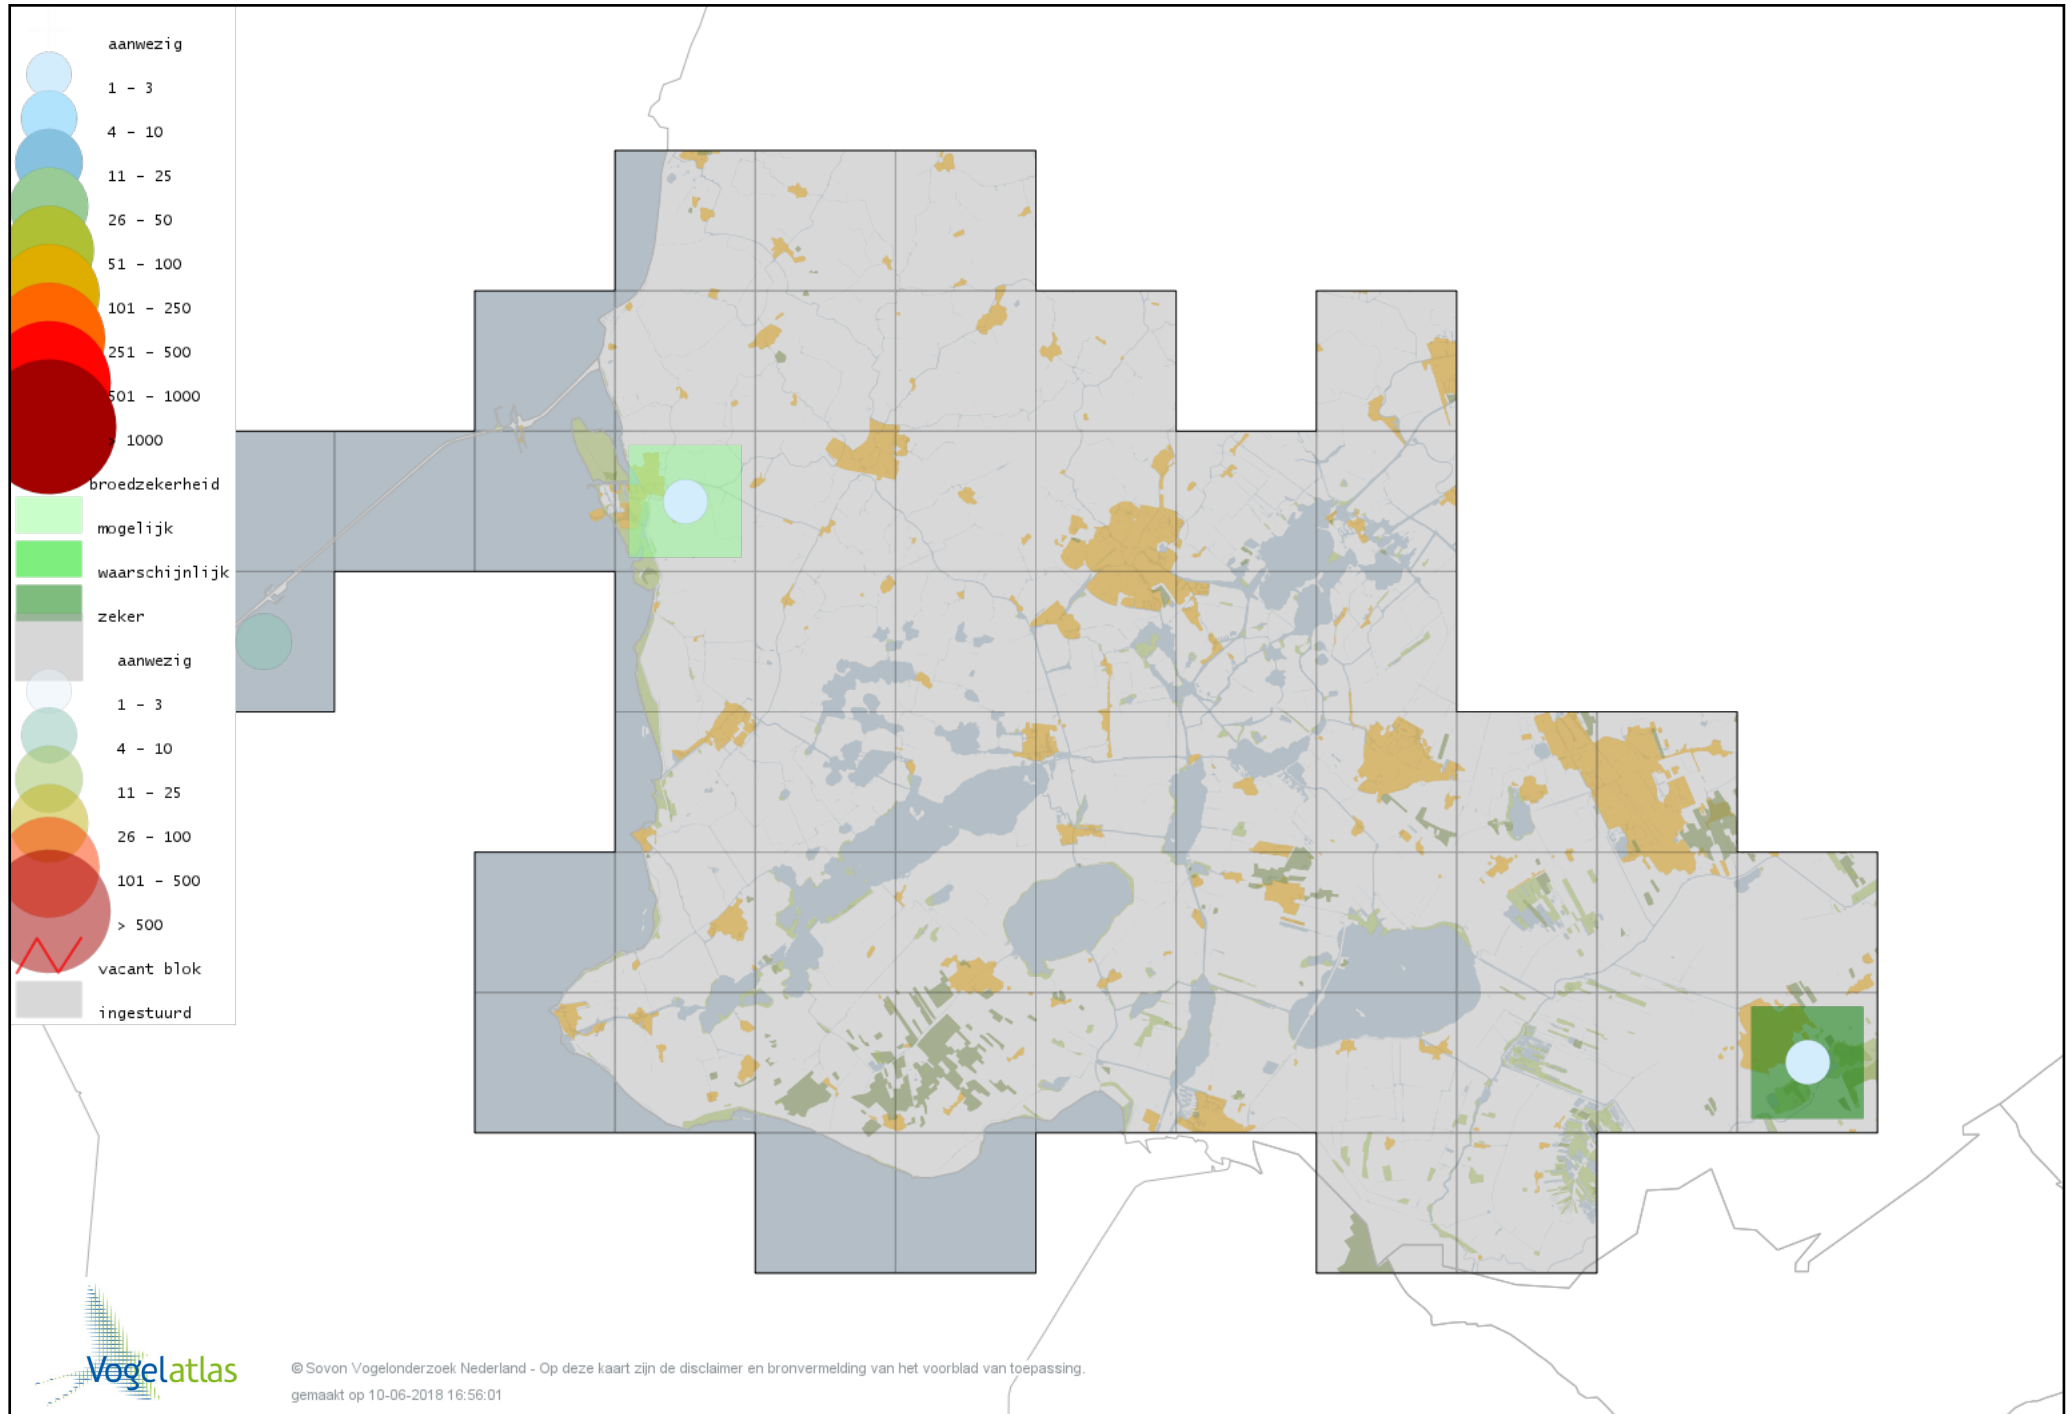 aanwezig
1 - 3
4 - 10
11 - 25
26 - 50
51 - 100
101 - 250
251 - 500
501 - 1000
> 1000
broedzekerheid
mogelijk
waarschijnlijk
zeker
aanwezig
1 - 3
4 - 10
11 - 25
26 - 100
101 - 500
> 500
vacant blok
ingestuurd
Vogelatlas
© Sovon Vogelonderzoek Nederland - Op deze kaart zijn de disclaimer en bronvermelding van het voorblad van toepassing.
gemaakt op 10-06-2018 16:56:01